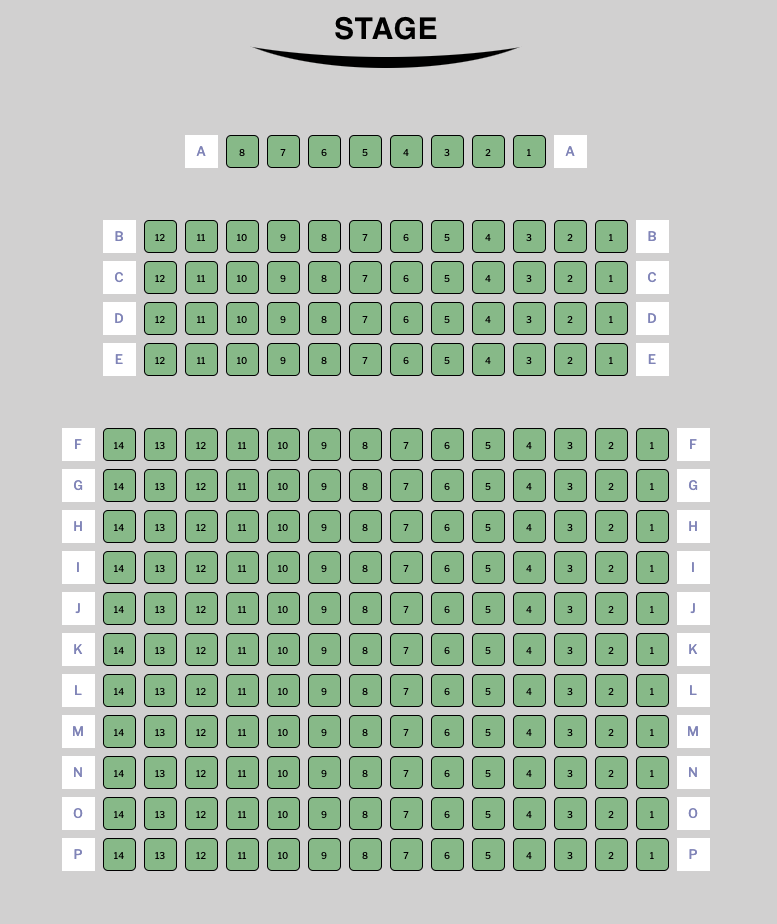 STAGE
A 8 7 6 5 4 3 2 1 A
B 12 11 10 9 8 7 6 5 4 3 2 1 B
C 12 11 10 9 8 7 6 5 4 3 2 1 C
D 12 11 10 9 8 7 6 5 4 3 2 1 D
E 12 11 10 9 8 7 6 5 4 3 2 1 E
F 14 13 12 11 10 9 8 7 6 5 4 3 2 1 F
G 14 13 12 11 10 9 8 7 6 5 4 3 2 1 G
H 14 13 12 11 10 9 8 7 6 5 4 3 2 1 H
I 14 13 12 11 10 9 8 7 6 5 4 3 2 1 I
J 14 13 12 11 10 9 8 7 6 5 4 3 2 1 J
K 14 13 12 11 10 9 8 7 6 5 4 3 2 1 K
L 14 13 12 11 10 9 8 7 6 5 4 3 2 1 L
M 14 13 12 11 10 9 8 7 6 5 4 3 2 1 M
N 14 13 12 11 10 9 8 7 6 5 4 3 2 1 N
O 14 13 12 11 10 9 8 7 6 5 4 3 2 1 O
P 14 13 12 11 10 9 8 7 6 5 4 3 2 1 P